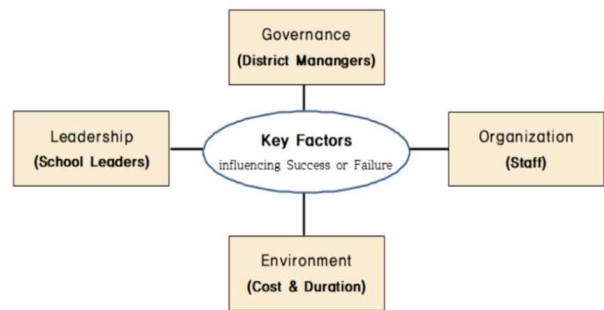 Governance
(District Manangers)
Leadership
(School Leaders)
Key Factors
influencing Success or Failure
Organization
(Staff)
Environment
(Cost & Duration)